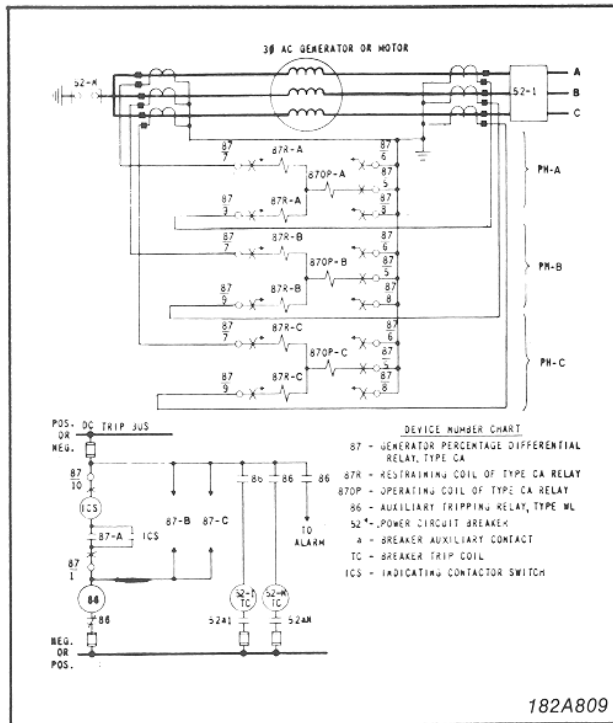 3Ø AC GENERATOR OR MOTOR
52-N
A
B
C
52-1
87
7
87R-A
87OP-A
87
6
87
5
87
3
87R-A
87
8
PH-A
87
7
87R-B
87OP-B
87
6
87
5
87
9
87R-B
87
8
PH-B
87
7
87R-C
87OP-C
87
6
87
5
87
9
87R-C
87
8
PH-C
POS. DC TRIP BUS
OR
NEG.
87
10
ICS
87-A
ICS
87
1
86
86
NEG.
OR
POS.
87-B
87-C
86
86
86
TO
ALARM
52-1
TC
52-N
TC
52a1
52aN
DEVICE NUMBER CHART
87 - GENERATOR PERCENTAGE DIFFERENTIAL
RELAY, TYPE CA
87R - RESTRAINING COIL OF TYPE CA RELAY
87OP - OPERATING COIL OF TYPE CA RELAY
86 - AUXILIARY TRIPPING RELAY, TYPE WL
52 - POWER CIRCUIT BREAKER
a - BREAKER AUXILIARY CONTACT
TC - BREAKER TRIP COIL
ICS - INDICATING CONTACTOR SWITCH
182A809